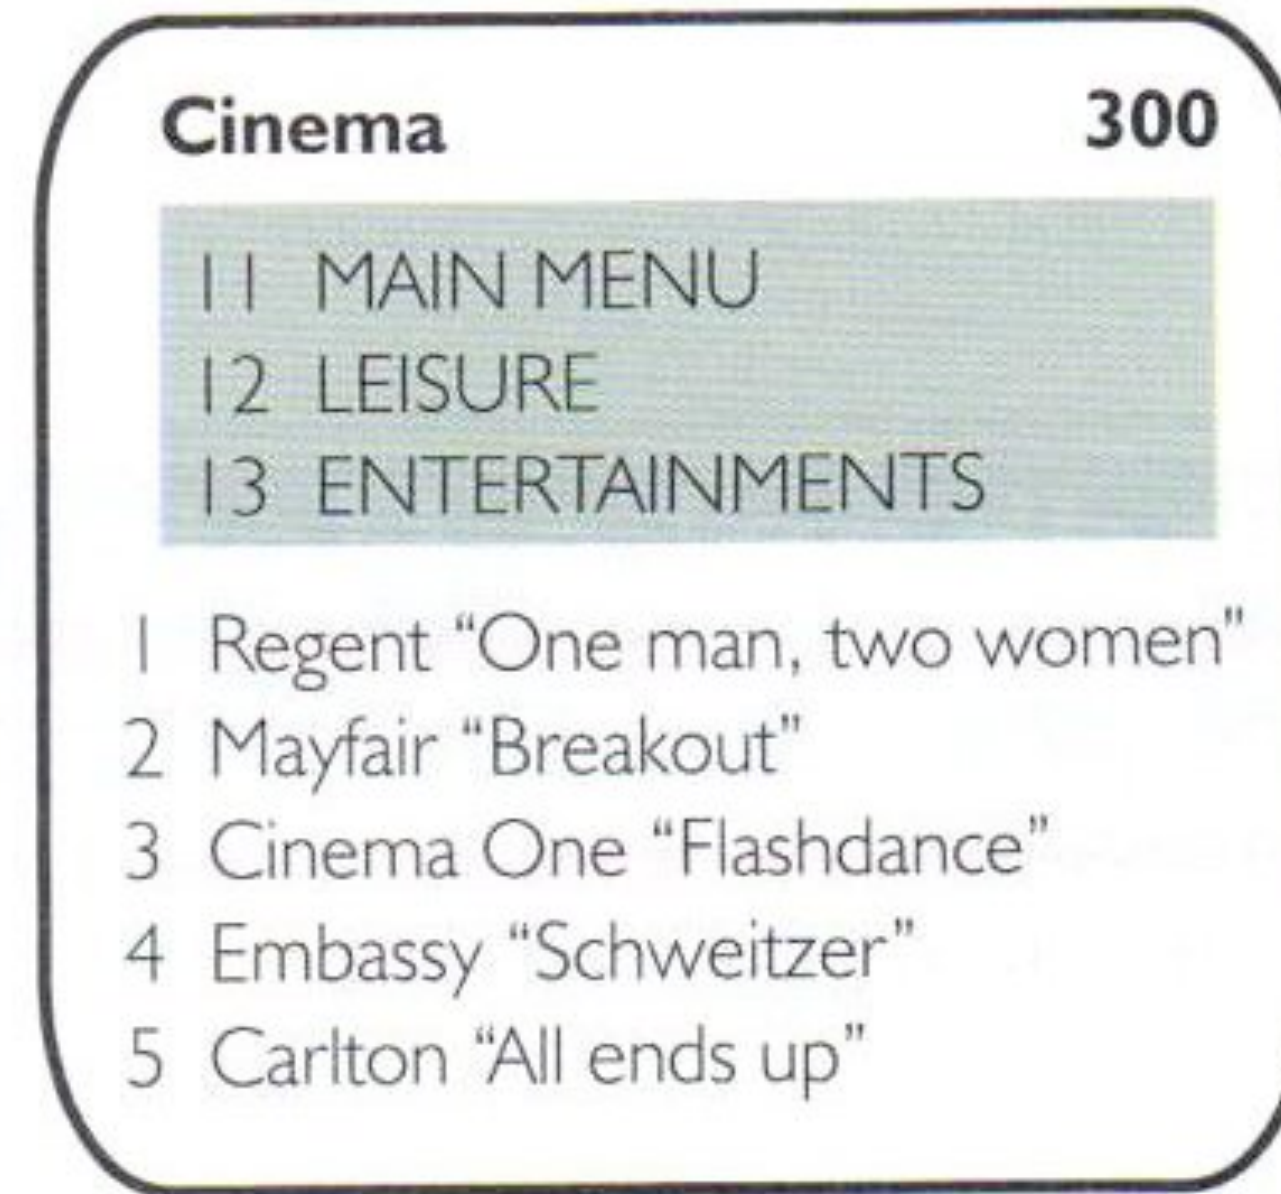 Cinema 300
11 MAIN MENU
12 LEISURE
13 ENTERTAINMENTS
1 Regent “One man, two women”
2 Mayfair “Breakout”
3 Cinema One “Flashdance”
4 Embassy “Schweitzer”
5 Carlton “All ends up”